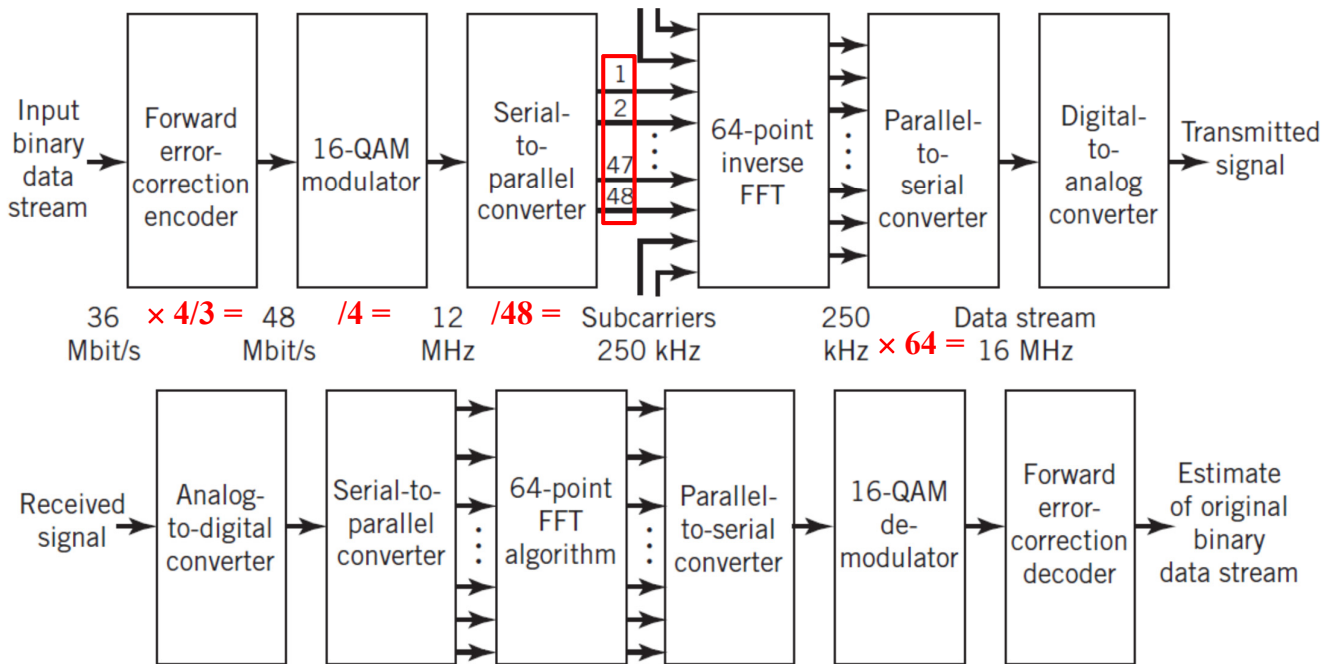 Input
binary
data
stream
Forward
error-
correction
encoder
16-QAM
modulator
Serial-
to-
parallel
converter
1
2
47
48
64-point
inverse
FFT
Parallel-
to-
serial
converter
Digital-
to-
analog
converter
Transmitted
signal
36
Mbit/s
× 4/3 =
48
Mbit/s
/4 =
12
MHz
/48 =
Subcarriers
250 kHz
250
kHz
× 64 =
Data stream
16 MHz
Received
signal
Analog-
to-digital
converter
Serial-to-
parallel
converter
64-point
FFT
algorithm
Parallel-
to-serial
converter
16-QAM
de-
modulator
Forward
error-
correction
decoder
Estimate
of original
binary
data stream